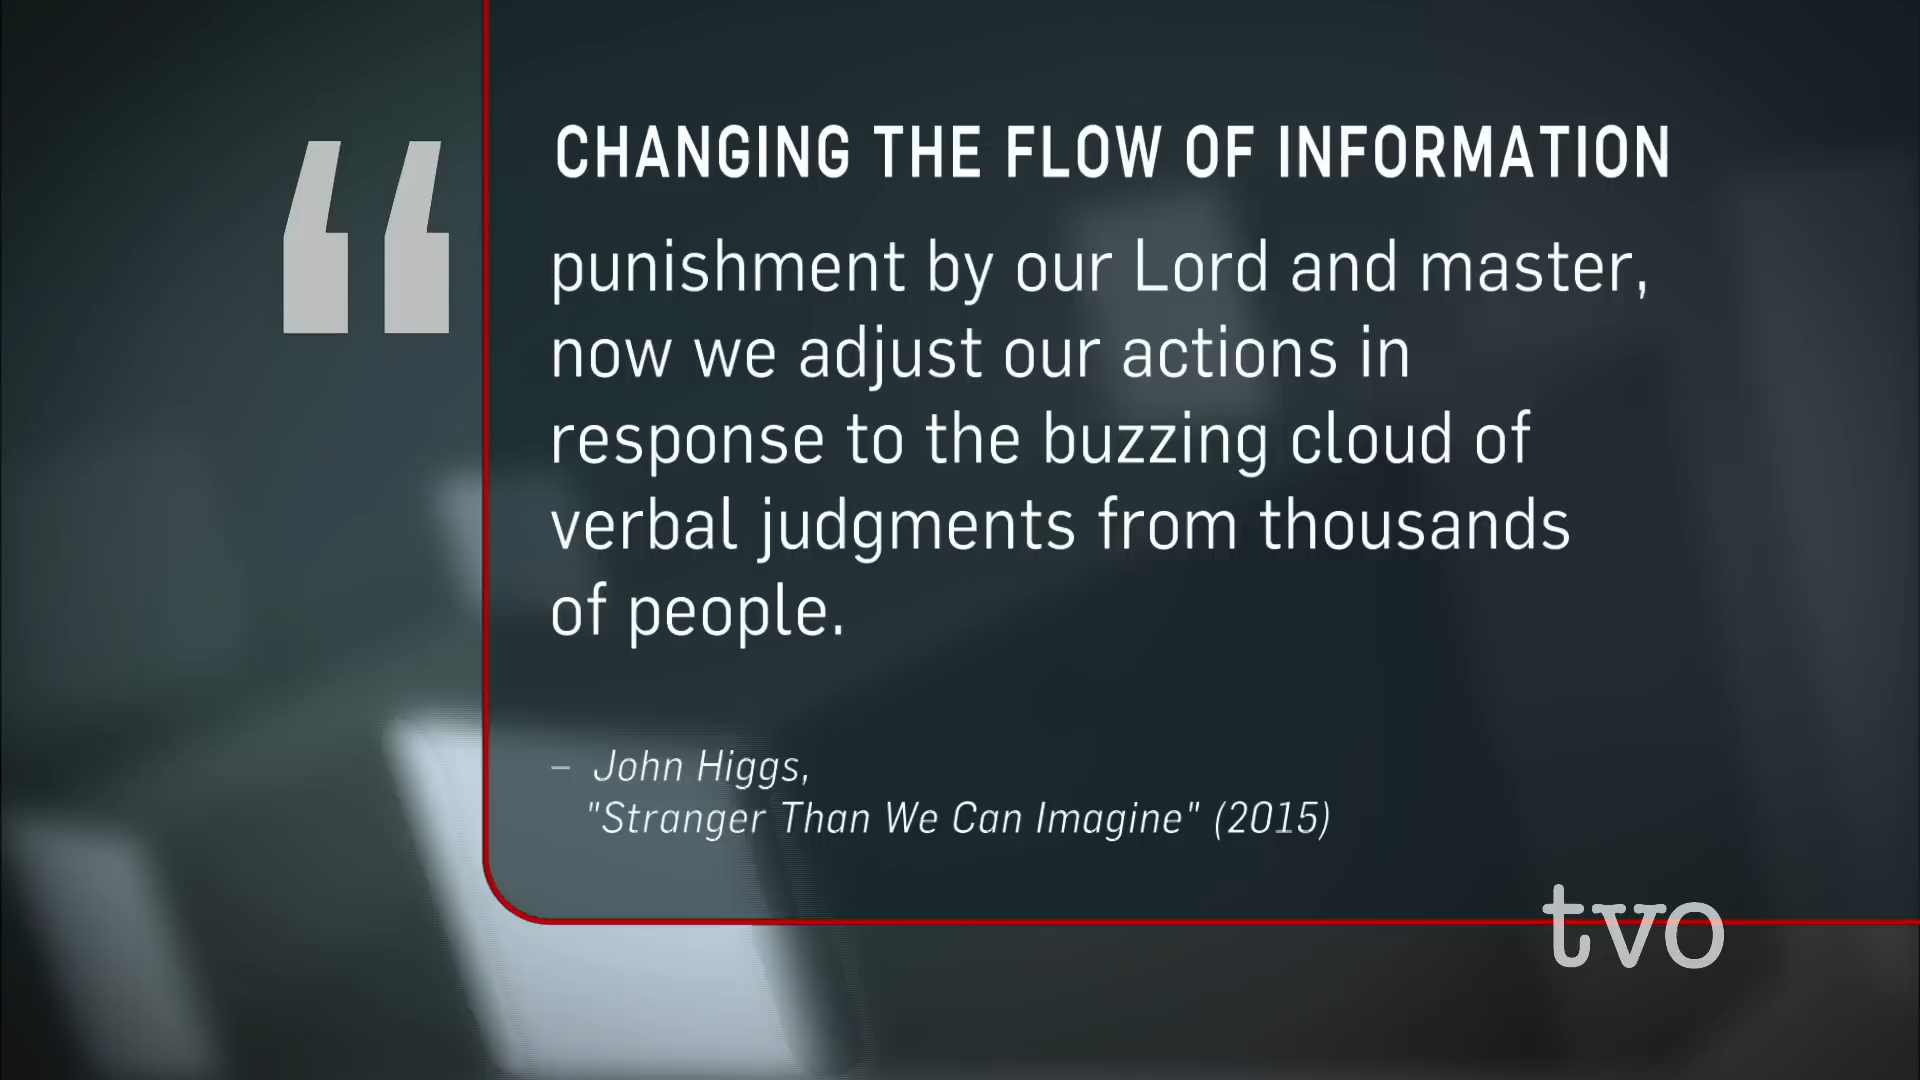 “
CHANGING THE FLOW OF INFORMATION
punishment by our Lord and master,
now we adjust our actions in
response to the buzzing cloud of
verbal judgments from thousands
of people.
– John Higgs,
"Stranger Than We Can Imagine" (2015)
tvo